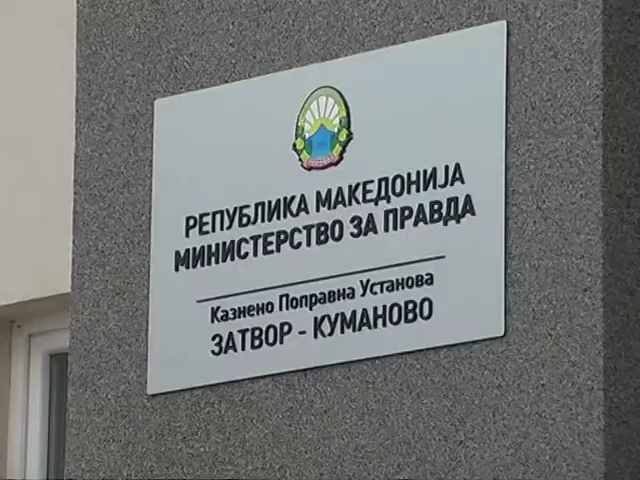 РЕПУБЛИКА МАКЕДОНИЈА
МИНИСТЕРСТВО ЗА ПРАВДА
Казнено Поправна Установа
ЗАТВОР - КУМАНОВО